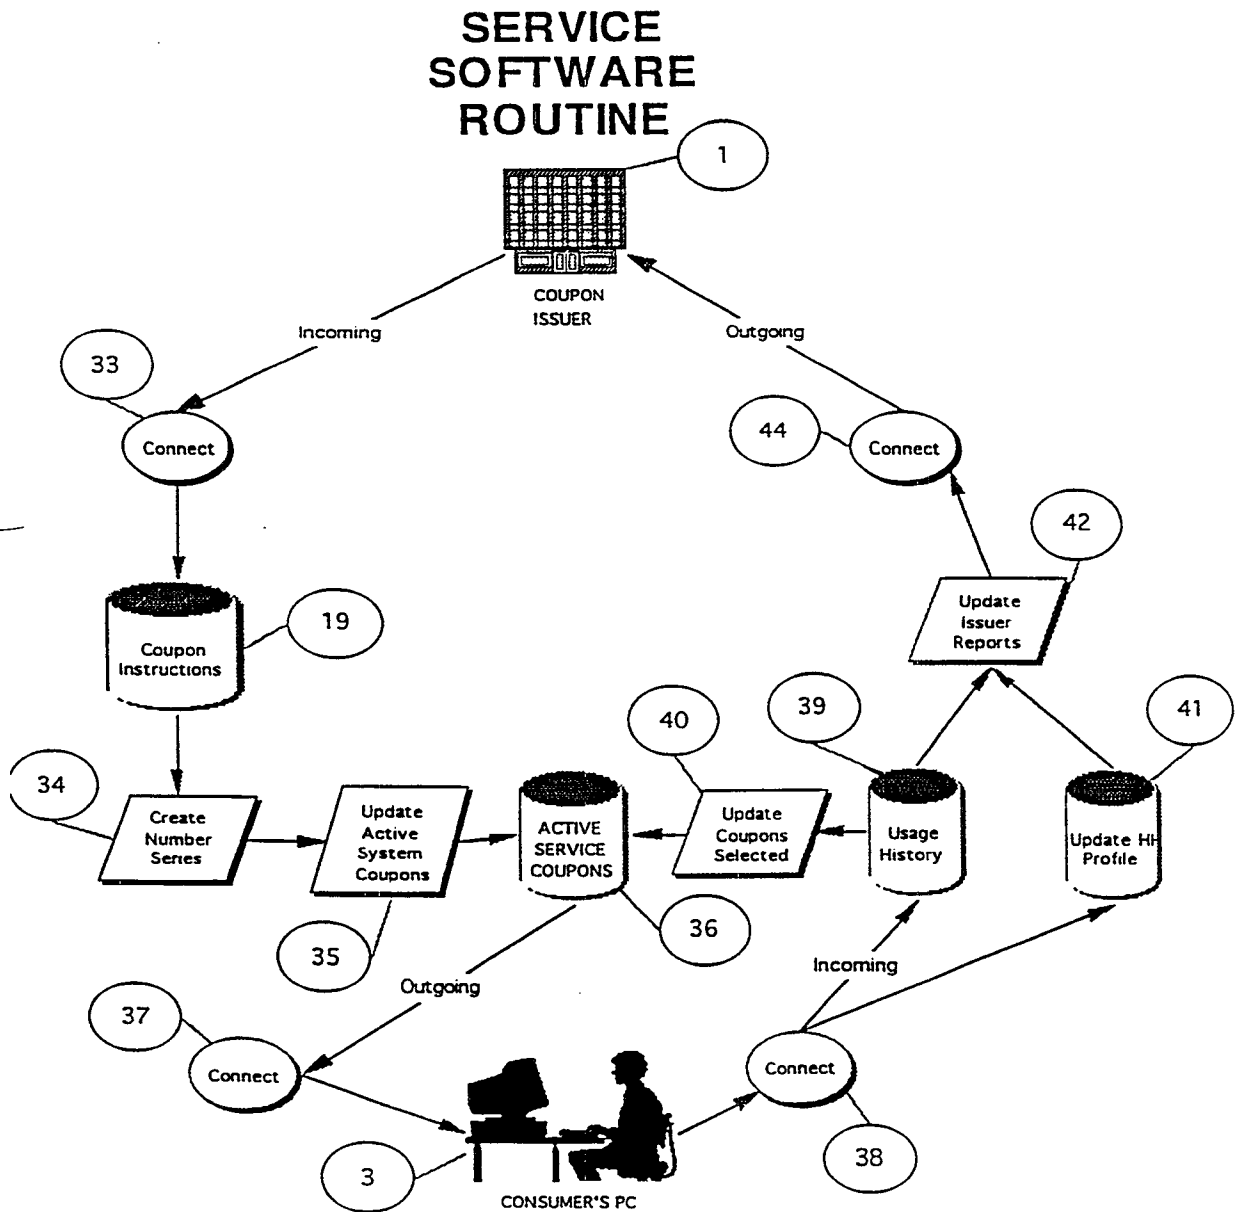 SERVICE
SOFTWARE
ROUTINE
1
COUPON
ISSUER
Incoming
Outgoing
33
Connect
44
Connect
42
Update
Issuer
Reports
19
Coupon
Instructions
34
Create
Number
Series
Update
Active
System
Coupons
35
ACTIVE
SERVICE
COUPONS
36
40
Update
Coupons
Selected
39
Usage
History
41
Update HH
Profile
Outgoing
Incoming
37
Connect
Connect
38
3
CONSUMER'S PC